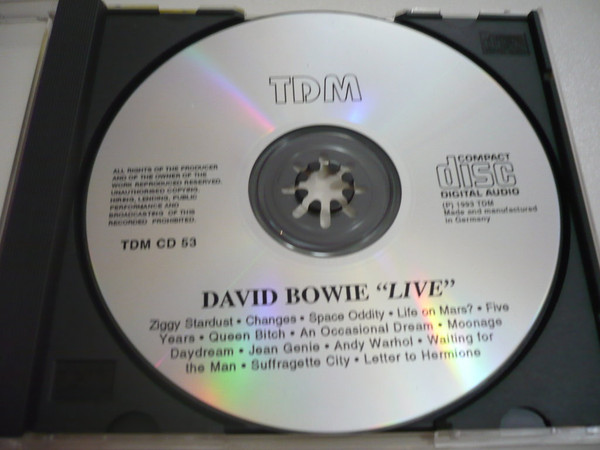 TDM
ALL RIGHTS OF THE PRODUCER
AND OF THE OWNER OF THE
WORK REPRODUCED RESERVED.
UNAUTHORISED COPYING,
HIRING, LENDING, PUBLIC
PERFORMANCE AND
BROADCASTING OF THIS
RECORD PROHIBITED.
TDM CD 53
COMPACT
disc
DIGITAL AUDIO
(P) 1993 TDM
Made and manufactured
in Germany
DAVID BOWIE “LIVE”
Ziggy Stardust • Changes • Space Oddity • Life on Mars? • Five
Years • Queen Bitch • An Occasional Dream • Moonage
Daydream • Jean Genie • Andy Warhol • Waiting for
the Man • Suffragette City • Letter to Hermione